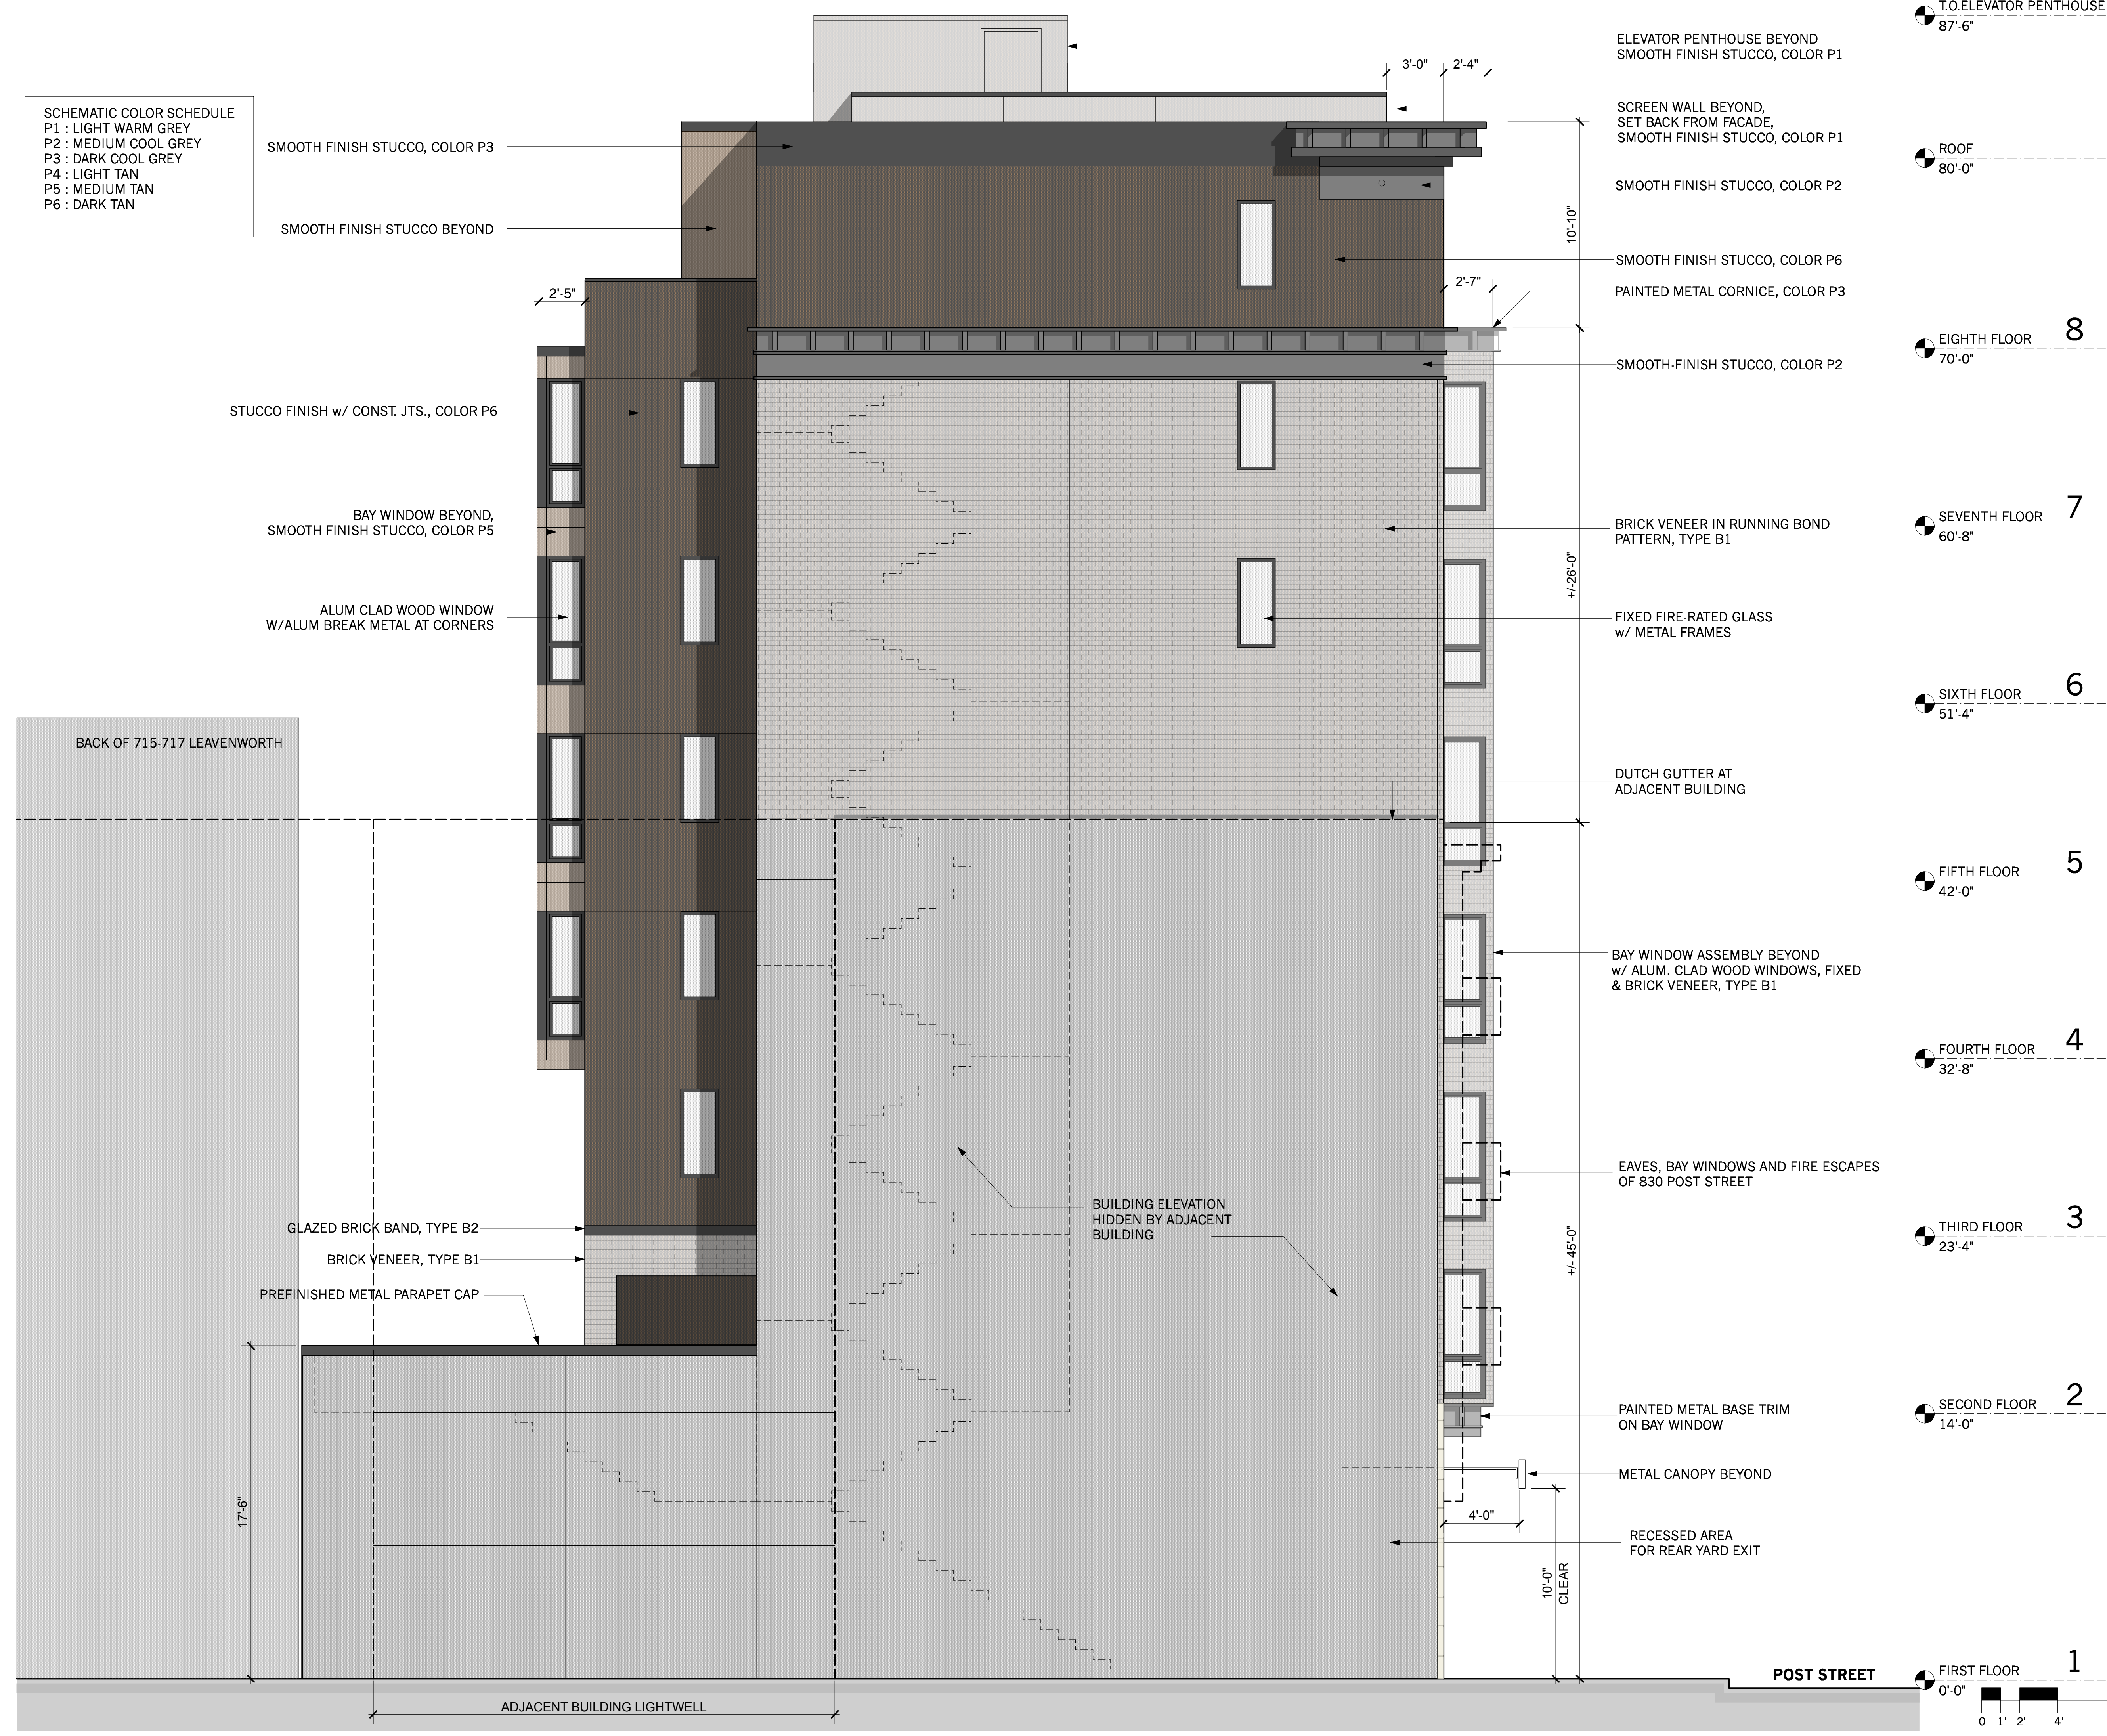 T.O.ELEVATOR PENTHOUSE
87'-6"
ELEVATOR PENTHOUSE BEYOND
SMOOTH FINISH STUCCO, COLOR P1
3'-0"
2'-4"
SCHEMATIC COLOR SCHEDULE
P1 : LIGHT WARM GREY
P2 : MEDIUM COOL GREY
P3 : DARK COOL GREY
P4 : LIGHT TAN
P5 : MEDIUM TAN
P6 : DARK TAN
SCREEN WALL BEYOND,
SET BACK FROM FACADE,
SMOOTH FINISH STUCCO, COLOR P1
SMOOTH FINISH STUCCO, COLOR P3
ROOF
80'-0"
SMOOTH FINISH STUCCO, COLOR P2
10'-10"
SMOOTH FINISH STUCCO BEYOND
SMOOTH FINISH STUCCO, COLOR P6
2'-5"
2'-7"
PAINTED METAL CORNICE, COLOR P3
EIGHTH FLOOR
70'-0"
8
SMOOTH-FINISH STUCCO, COLOR P2
STUCCO FINISH w/ CONST. JTS., COLOR P6
BAY WINDOW BEYOND,
SMOOTH FINISH STUCCO, COLOR P5
BRICK VENEER IN RUNNING BOND
PATTERN, TYPE B1
SEVENTH FLOOR
60'-8"
7
+/-26'-0"
ALUM CLAD WOOD WINDOW
W/ALUM BREAK METAL AT CORNERS
FIXED FIRE-RATED GLASS
w/ METAL FRAMES
SIXTH FLOOR
51'-4"
6
BACK OF 715-717 LEAVENWORTH
DUTCH GUTTER AT
ADJACENT BUILDING
FIFTH FLOOR
42'-0"
5
BAY WINDOW ASSEMBLY BEYOND
w/ ALUM. CLAD WOOD WINDOWS, FIXED
& BRICK VENEER, TYPE B1
FOURTH FLOOR
32'-8"
4
EAVES, BAY WINDOWS AND FIRE ESCAPES
OF 830 POST STREET
BUILDING ELEVATION
HIDDEN BY ADJACENT
BUILDING
GLAZED BRICK BAND, TYPE B2
BRICK VENEER, TYPE B1
PREFINISHED METAL PARAPET CAP
THIRD FLOOR
23'-4"
3
+/- 45'-0"
PAINTED METAL BASE TRIM
ON BAY WINDOW
SECOND FLOOR
14'-0"
2
METAL CANOPY BEYOND
17'-6"
4'-0"
RECESSED AREA
FOR REAR YARD EXIT
10'-0"
CLEAR
POST STREET
FIRST FLOOR
0'-0"
1
ADJACENT BUILDING LIGHTWELL
0 1' 2' 4'